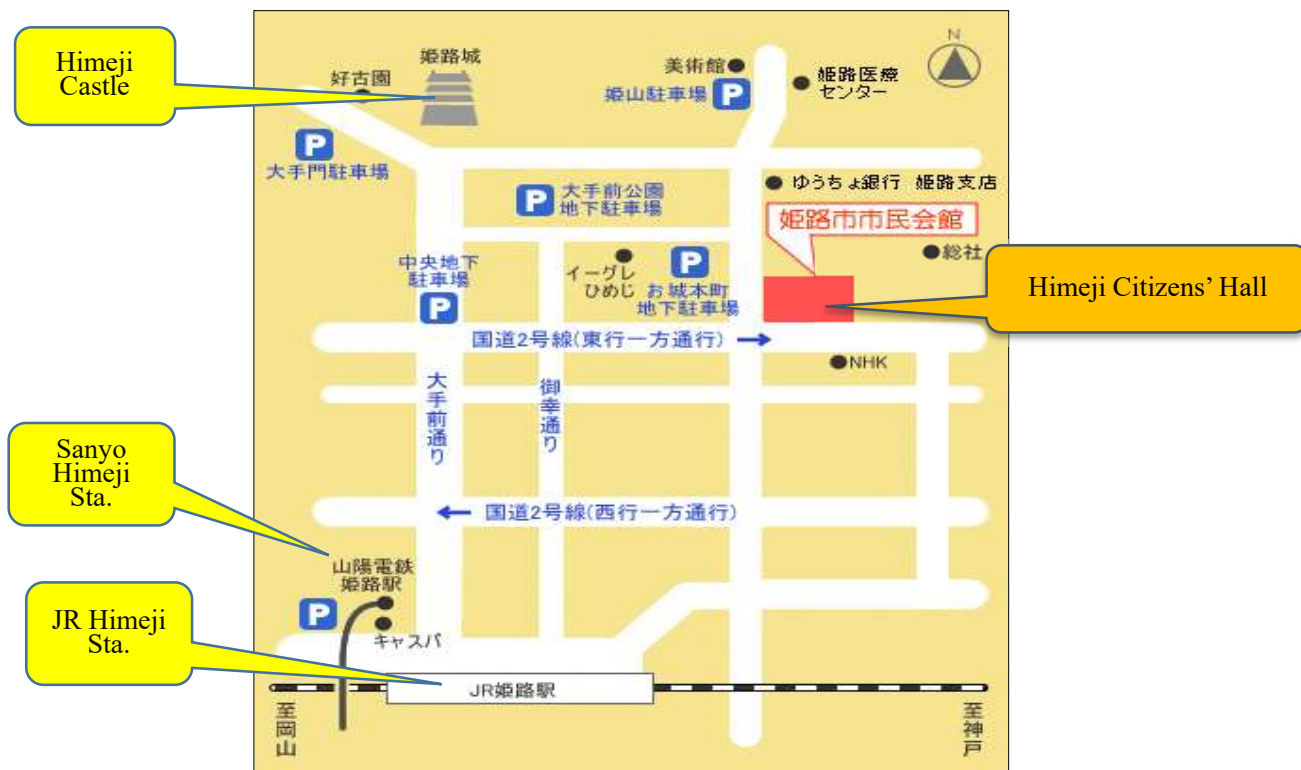 Himeji
Castle
姫路城
好古園
美術館
姫山駐車場
P
姫路医療
センター
N
P
大手門駐車場
P
大手前公園
地下駐車場
ゆうちょ銀行 姫路支店
姫路市市民会館
総社
中央地下
駐車場
P
イーグレ
ひめじ
P
お城本町
地下駐車場
Himeji Citizens’ Hall
国道2号線(東行一方通行)
NHK
大手前通り
御幸通り
Sanyo
Himeji
Sta.
国道2号線(西行一方通行)
山陽電鉄
姫路駅
P
キャスパ
JR Himeji
Sta.
JR姫路駅
至岡山
至神戸